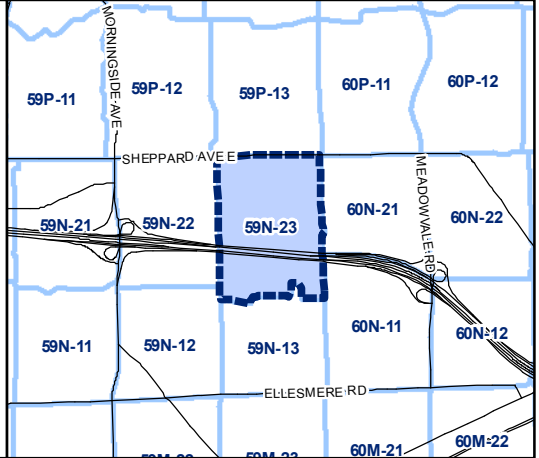 MORNINGSIDE AVE
59P-11
59P-12
59P-13
60P-11
60P-12
SHEPPARD AVE E
MEADOWVALE RD
59N-21
59N-22
59N-23
60N-21
60N-22
59N-11
59N-12
59N-13
60N-11
60N-12
ELLESMERE RD
60M-21
60M-22